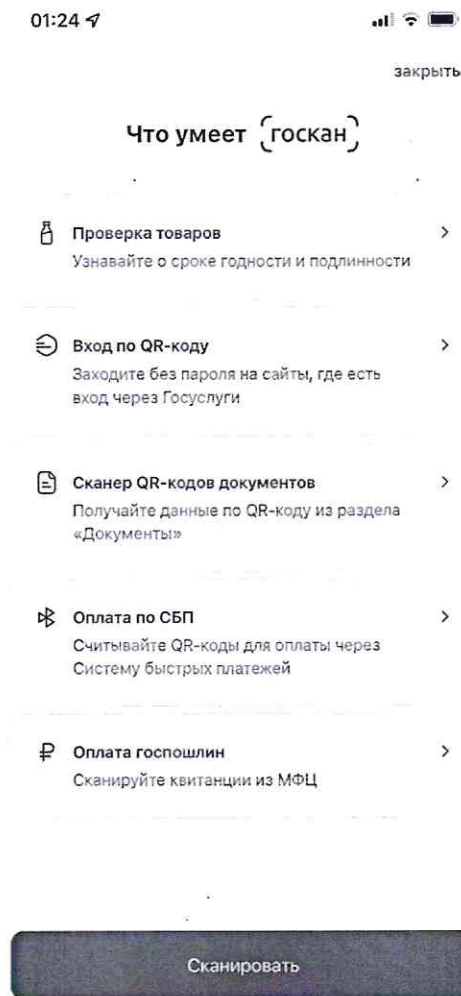 01:24
закрыть
Что умеет госкан
Проверка товаров
Узнавайте о сроке годности и подлинности
Вход по QR-коду
Заходите без пароля на сайты, где есть
вход через Госуслуги
Сканер QR-кодов документов
Получайте данные по QR-коду из раздела
«Документы»
Оплата по СБП
Считывайте QR-коды для оплаты через
Систему быстрых платежей
Оплата госпошлин
Сканируйте квитанции из МФЦ
Сканировать